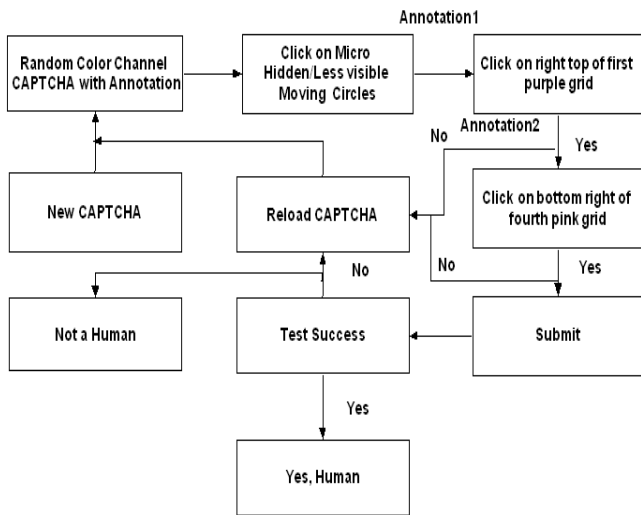 Annotation1
Random Color Channel
CAPTCHA with Annotation
Click on Micro
Hidden/Less visible
Moving Circles
Click on right top of first
purple grid
Annotation2
No
Yes
New CAPTCHA
Reload CAPTCHA
Click on bottom right of
fourth pink grid
No
No
Yes
Not a Human
Test Success
Submit
Yes
Yes, Human